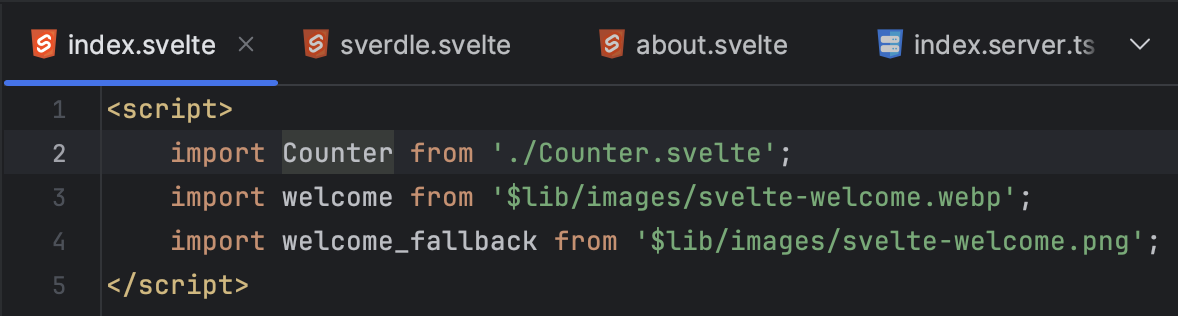 index.svelte sverdle.svelte about.svelte index.server.ts
1 <script>
2 import Counter from './Counter.svelte';
3 import welcome from '$lib/images/svelte-welcome.webp';
4 import welcome_fallback from '$lib/images/svelte-welcome.png';
5 </script>